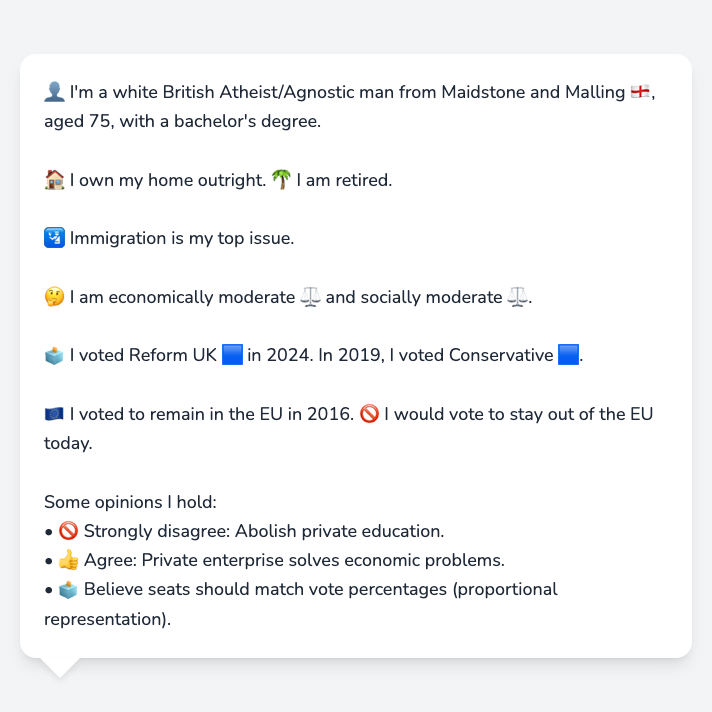 👤 I'm a white British Atheist/Agnostic man from Maidstone and Malling 🏴󠁧󠁢󠁥󠁮󠁧󠁿,
aged 75, with a bachelor's degree.
🏠 I own my home outright. 🌴 I am retired.
🛂 Immigration is my top issue.
🤔 I am economically moderate ⚖️ and socially moderate ⚖️.
🗳️ I voted Reform UK 🟦 in 2024. In 2019, I voted Conservative 🟦.
🇪🇺 I voted to remain in the EU in 2016. 🚫 I would vote to stay out of the EU
today.
Some opinions I hold:
• 🚫 Strongly disagree: Abolish private education.
• 👍 Agree: Private enterprise solves economic problems.
• 🗳️ Believe seats should match vote percentages (proportional
representation).